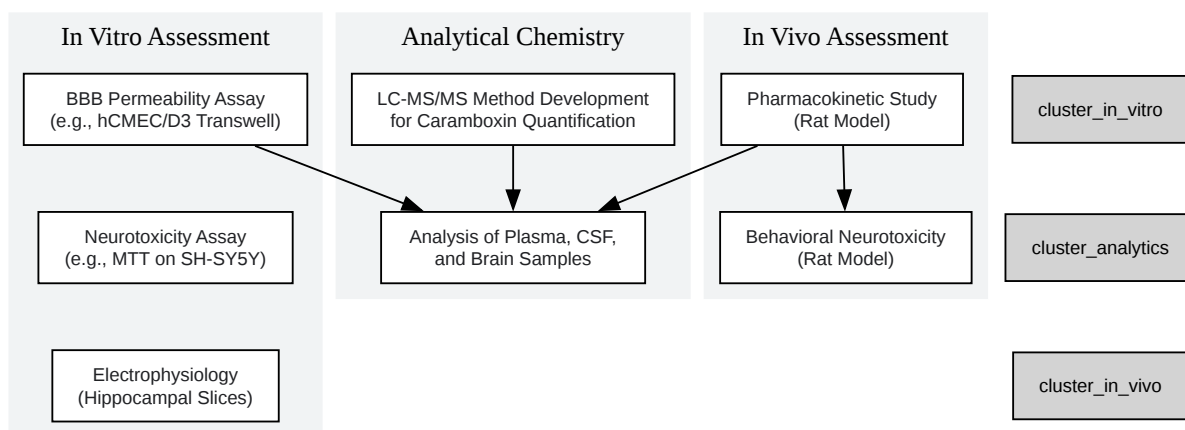 In Vitro Assessment
BBB Permeability Assay
(e.g., hCMEC/D3 Transwell)
Neurotoxicity Assay
(e.g., MTT on SH-SY5Y)
Electrophysiology
(Hippocampal Slices)
Analytical Chemistry
LC-MS/MS Method Development
for Caramboxin Quantification
Analysis of Plasma, CSF,
and Brain Samples
In Vivo Assessment
Pharmacokinetic Study
(Rat Model)
Behavioral Neurotoxicity
(Rat Model)
cluster_in_vitro
cluster_analytics
cluster_in_vivo